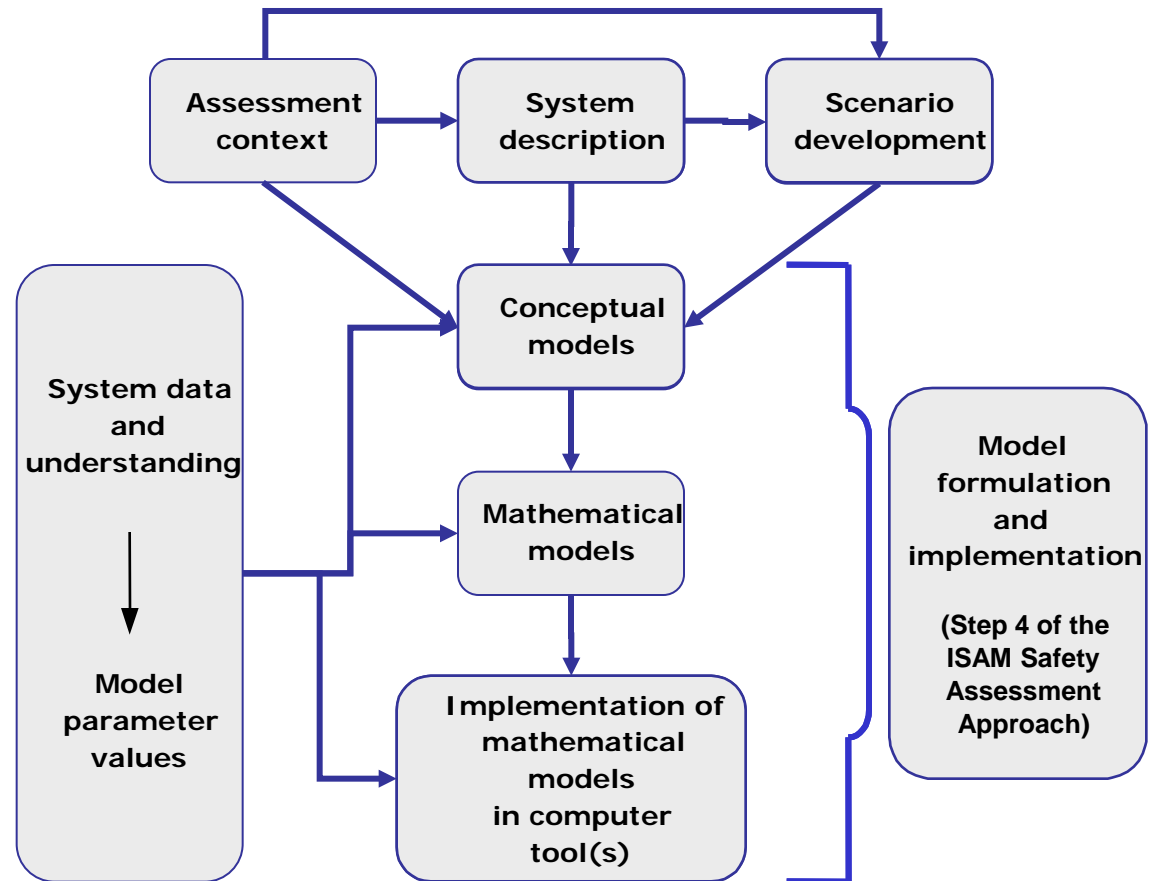 Assessment
context
System
description
Scenario
development
System data
and
understanding
Model
parameter
values
Conceptual
models
Mathematical
models
Implementation of
mathematical
models
in computer
tool(s)
Model
formulation
and
implementation
(Step 4 of the
ISAM Safety
Assessment
Approach)